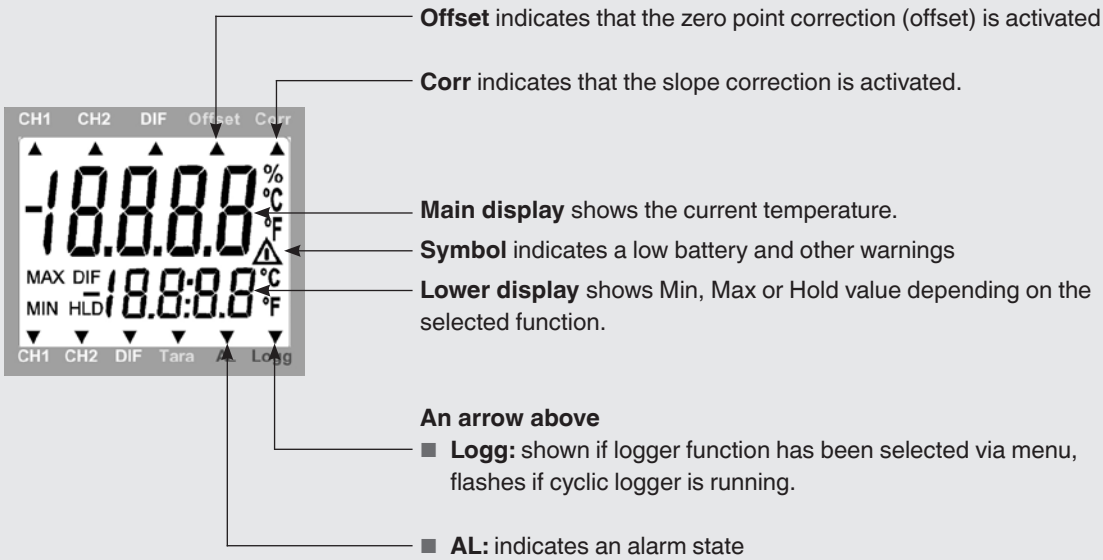 Offset indicates that the zero point correction (offset) is activated
Corr indicates that the slope correction is activated.
CH1 CH2 DIF Offset Corr
-18.8.8.8 % °C °F
Main display shows the current temperature.
Symbol indicates a low battery and other warnings
MAX DIF
MIN HLD -18.8:8.8 °C °F
Lower display shows Min, Max or Hold value depending on the
selected function.
CH1 CH2 DIF Tara AL Logg
An arrow above
■ Logg: shown if logger function has been selected via menu,
flashes if cyclic logger is running.
■ AL: indicates an alarm state